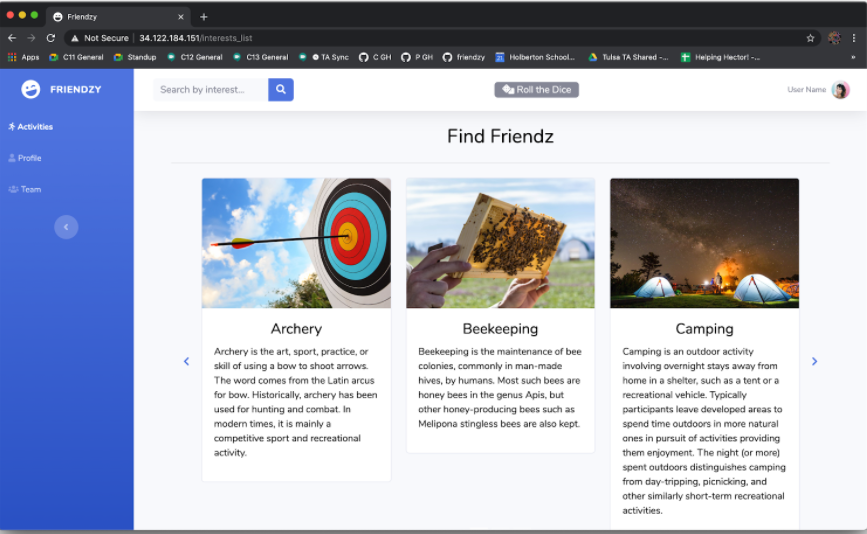 Friendzy
Not Secure | 34.122.184.151/interests_list
Apps C11 General Standup C12 General C13 General TA Sync C GH P GH friendzy Holberton School... Tulsa TA Shared -... Helping Hector! -...
FRIENDZY
Search by interest...
Roll the Dice
User Name
Activities
Profile
Team
Find Friendz
Archery
Archery is the art, sport, practice, or
skill of using a bow to shoot arrows.
The word comes from the Latin arcus
for bow. Historically, archery has been
used for hunting and combat. In
modern times, it is mainly a
competitive sport and recreational
activity.
Beekeeping
Beekeeping is the maintenance of bee
colonies, commonly in man-made
hives, by humans. Most such bees are
honey bees in the genus Apis, but
other honey-producing bees such as
Melipona stingless bees are also kept.
Camping
Camping is an outdoor activity
involving overnight stays away from
home in a shelter, such as a tent or a
recreational vehicle. Typically
participants leave developed areas to
spend time outdoors in more natural
ones in pursuit of activities providing
them enjoyment. The night (or more)
spent outdoors distinguishes camping
from day-tripping, picnicking, and
other similarly short-term recreational
activities.